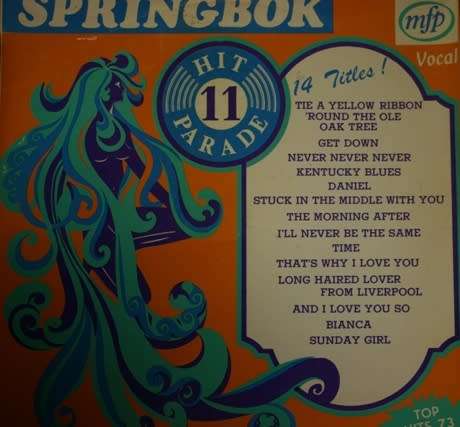 SPRINGBOK
mfp
Vocal
HIT
11
PARADE
14 Titles!
TIE A YELLOW RIBBON
'ROUND THE OLE
OAK TREE
GET DOWN
NEVER NEVER NEVER
KENTUCKY BLUES
DANIEL
STUCK IN THE MIDDLE WITH YOU
THE MORNING AFTER
I'LL NEVER BE THE SAME
TIME
THAT'S WHY I LOVE YOU
LONG HAIRED LOVER
FROM LIVERPOOL
AND I LOVE YOU SO
BIANCA
SUNDAY GIRL
TOP
HITS 73